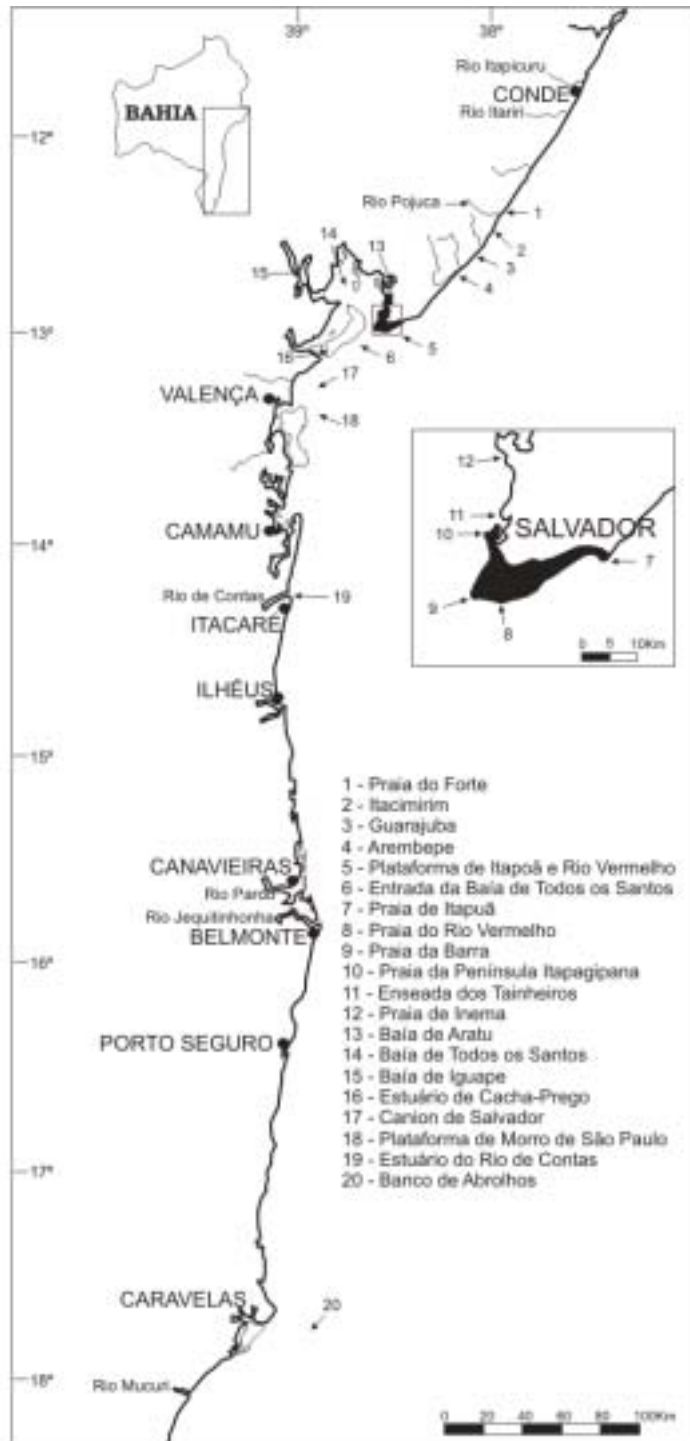 39°
38°
Rio Itapicuru
CONDE
Rio Itariri
BAHIA
12°
Rio Pojuca
1
2
3
4
14
13
15
13°
5
6
16
17
VALENÇA
18
12
11
SALVADOR
10
7
9
8
0 5 10Km
CAMAMU
14°
Rio de Contas
19
ITACARÉ
ILHÉUS
15°
1 - Praia do Forte
2 - Itacimirim
3 - Guarajuba
4 - Arembepe
5 - Plataforma de Itapoã e Rio Vermelho
6 - Entrada da Baía de Todos os Santos
7 - Praia de Itapuã
8 - Praia do Rio Vermelho
9 - Praia da Barra
10 - Praia da Península Itapagipana
11 - Enseada dos Tainheiros
12 - Praia de Inema
13 - Baía de Aratu
14 - Baía de Todos os Santos
15 - Baía de Iguape
16 - Estuário de Cacha-Prego
17 - Canion de Salvador
18 - Plataforma de Morro de São Paulo
19 - Estuário do Rio de Contas
20 - Banco de Abrolhos
CANAVIEIRAS
Rio Pardo
Rio Jequitinhonha
BELMONTE
16°
PORTO SEGURO
17°
CARAVELAS
20
Rio Mucuri
18°
0 20 40 60 80 100Km